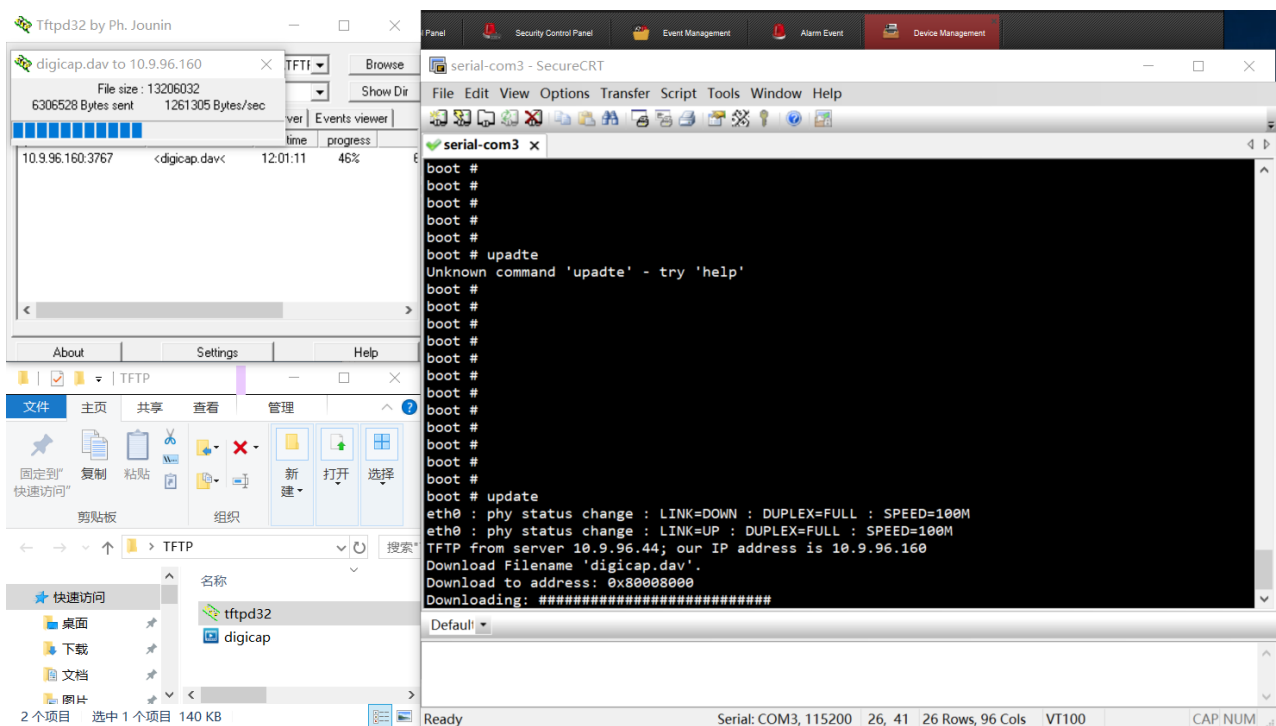 Tftpd32 by Ph. Jounin
digicap.dav to 10.9.96.160
File size : 13206032
6306528 Bytes sent 1261305 Bytes/sec
Browse
Show Dir
Events viewer
time progress
10.9.96.160:3767 <digicap.dav< 12:01:11 46%
About Settings Help
TFTP
文件 主页 共享 查看 管理
固定到"
快速访问"
复制
粘贴
新
建
打开
选择
剪贴板 组织
TFTP
搜索"
名称
快速访问
桌面
下载
文档
图片
tftpd32
digicap
2 个项目 选中 1 个项目 140 KB
Panel Security Control Panel Event Management Alarm Event Device Management
serial-com3 - SecureCRT
File Edit View Options Transfer Script Tools Window Help
serial-com3
boot #
boot #
boot #
boot #
boot #
boot # upadte
Unknown command 'upadte' - try 'help'
boot #
boot #
boot #
boot #
boot #
boot #
boot #
boot #
boot #
boot #
boot #
boot #
boot # update
eth0 : phy status change : LINK=DOWN : DUPLEX=FULL : SPEED=100M
eth0 : phy status change : LINK=UP : DUPLEX=FULL : SPEED=100M
TFTP from server 10.9.96.44; our IP address is 10.9.96.160
Download Filename 'digicap.dav'.
Download to address: 0x80008000
Downloading: ###########################
Default
Ready Serial: COM3, 115200 26, 41 26 Rows, 96 Cols VT100 CAP NUM